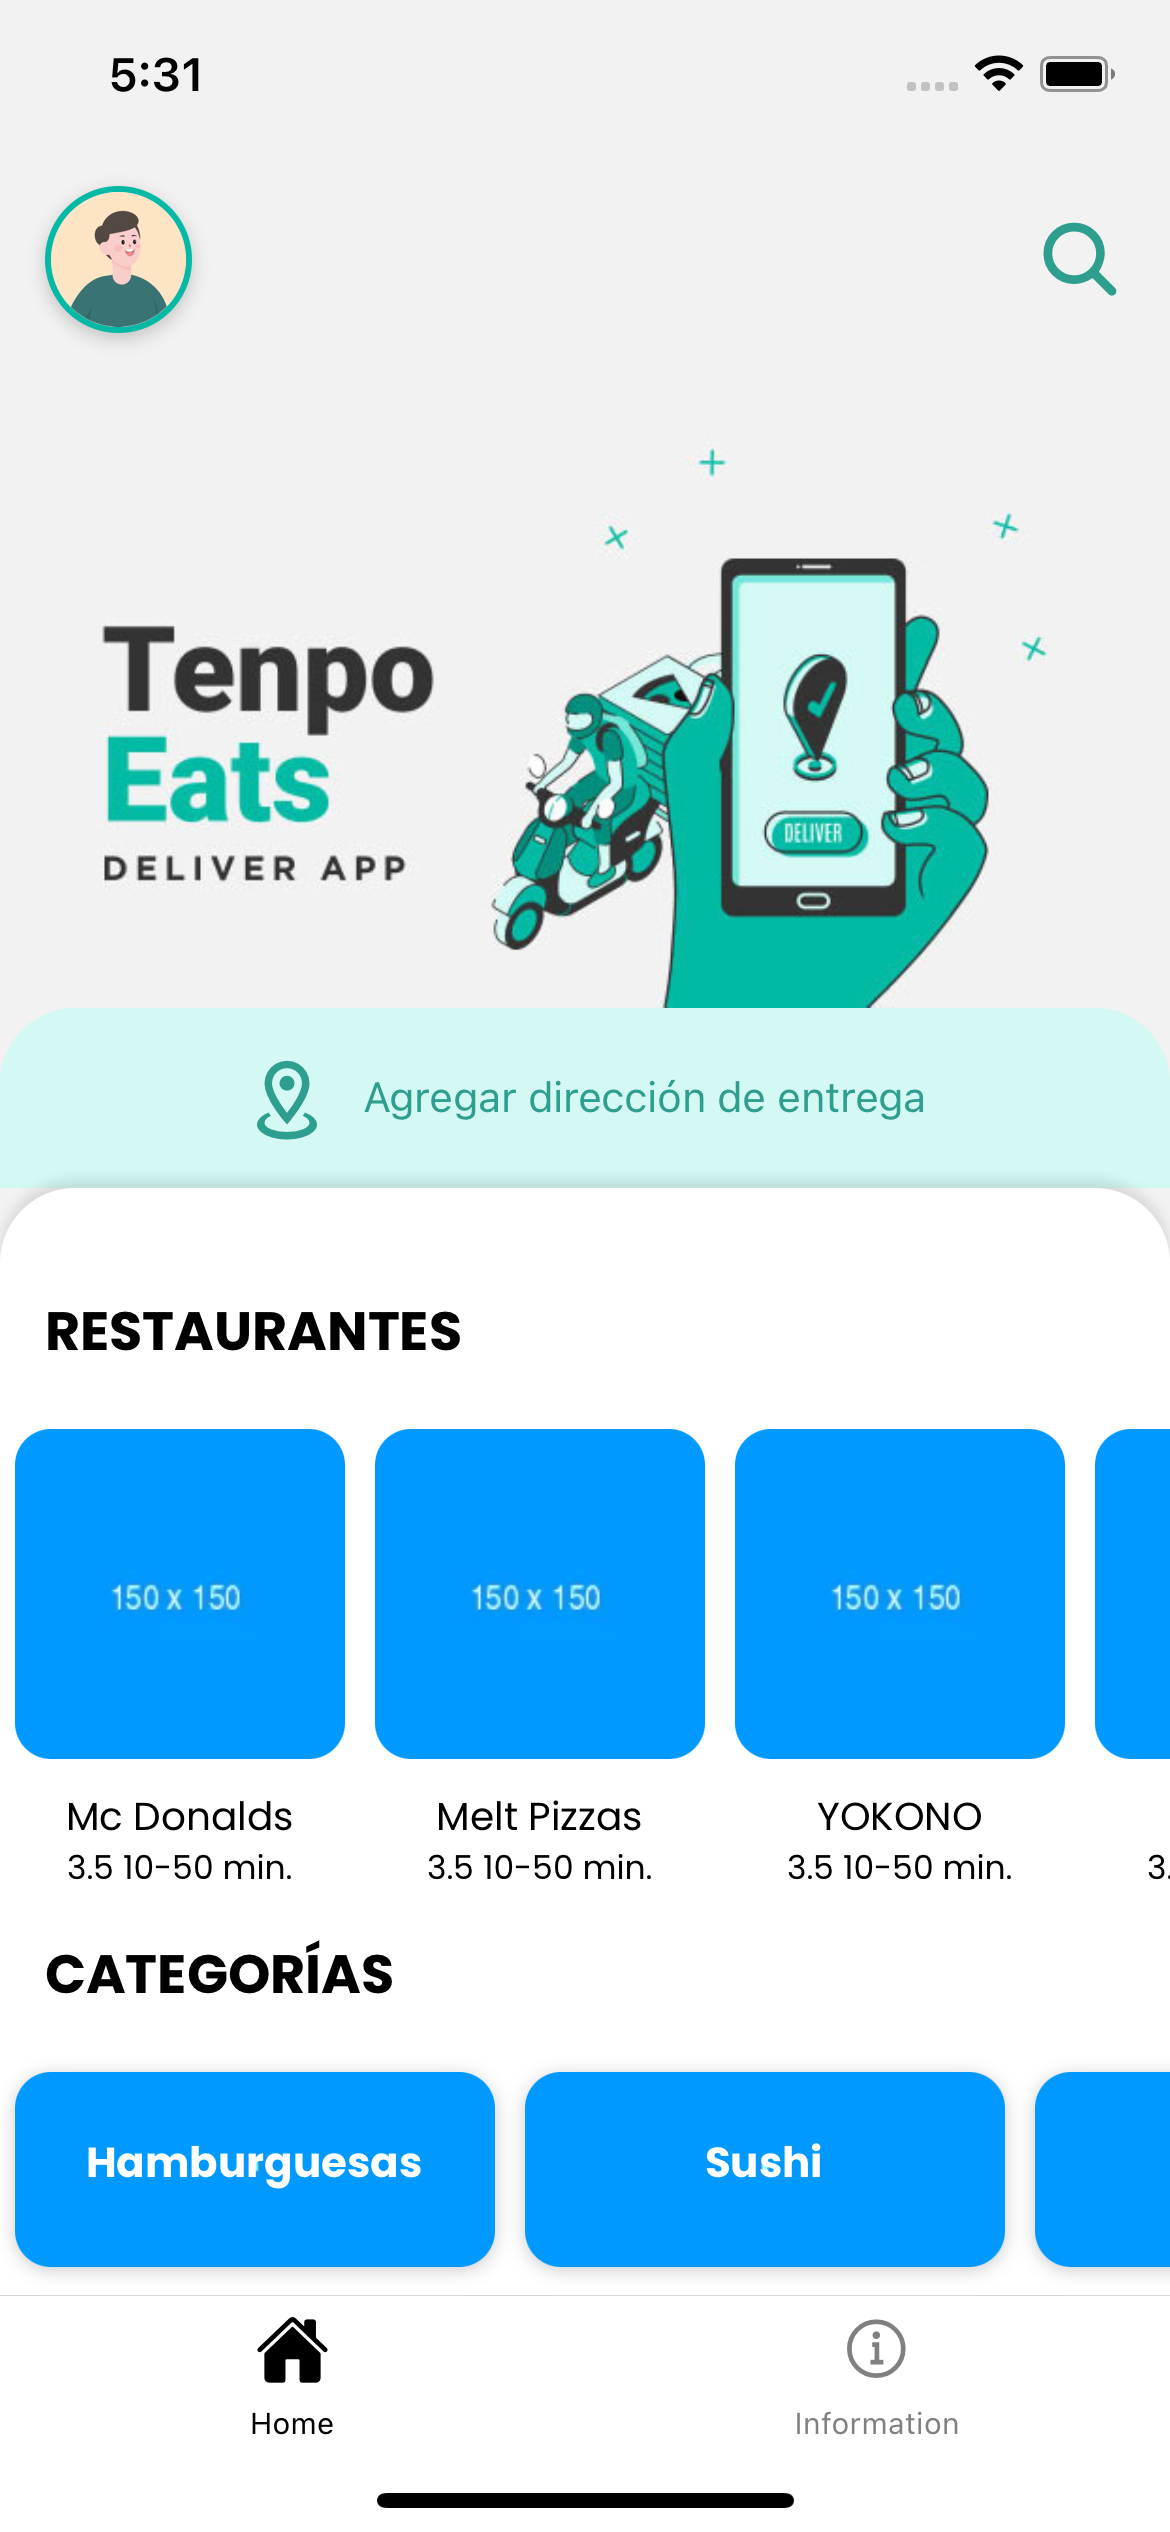 5:31
Tenpo
Eats
DELIVER APP
DELIVER
Agregar dirección de entrega
RESTAURANTES
150 x 150
150 x 150
150 x 150
Mc Donalds
Melt Pizzas
YOKONO
3.5 10-50 min.
3.5 10-50 min.
3.5 10-50 min.
3.
CATEGORÍAS
Hamburguesas
Sushi
Home
Information